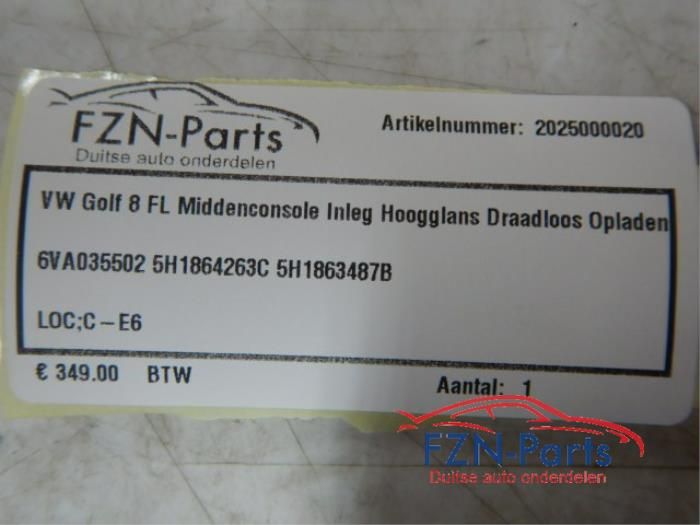 FZN-Parts
Duitse auto onderdelen
Artikelnummer: 2025000020
VW Golf 8 FL Middenconsole Inleg Hoogglans Draadloos Opladen
6VA035502 5H1864263C 5H1863487B
LOC;C-E6
€ 349.00 BTW
Aantal: 1
FZN-Parts
Duitse auto onderdelen